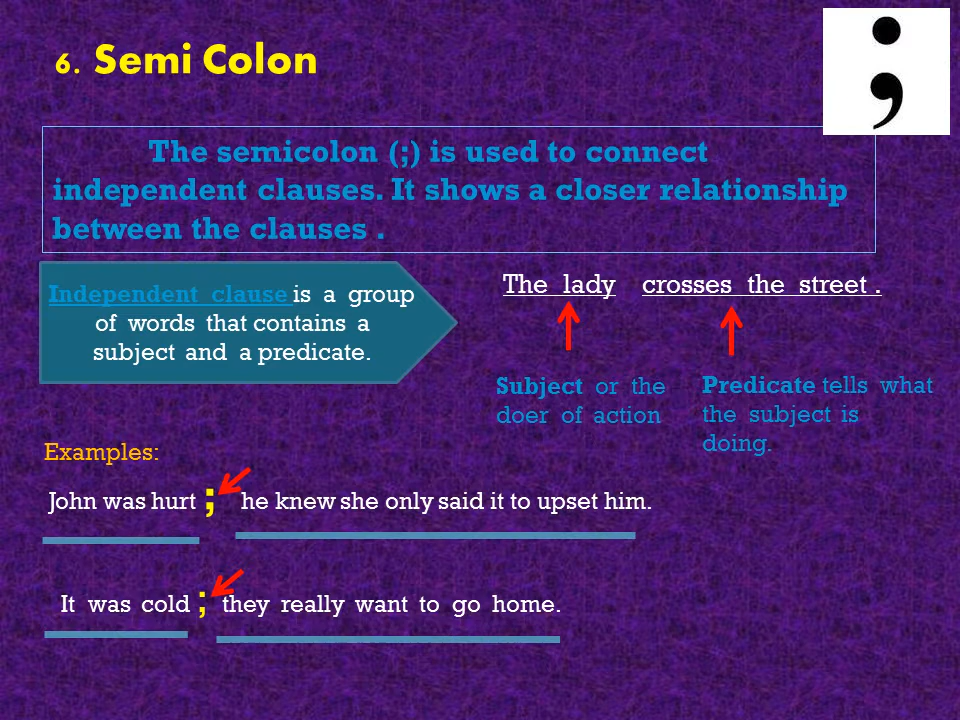 6. Semi Colon
;
The semicolon (;) is used to connect
independent clauses. It shows a closer relationship
between the clauses .
Independent clause is a group
of words that contains a
subject and a predicate.
The lady crosses the street .
Subject or the
doer of action
Predicate tells what
the subject is
doing.
Examples:
John was hurt ; he knew she only said it to upset him.
It was cold ; they really want to go home.